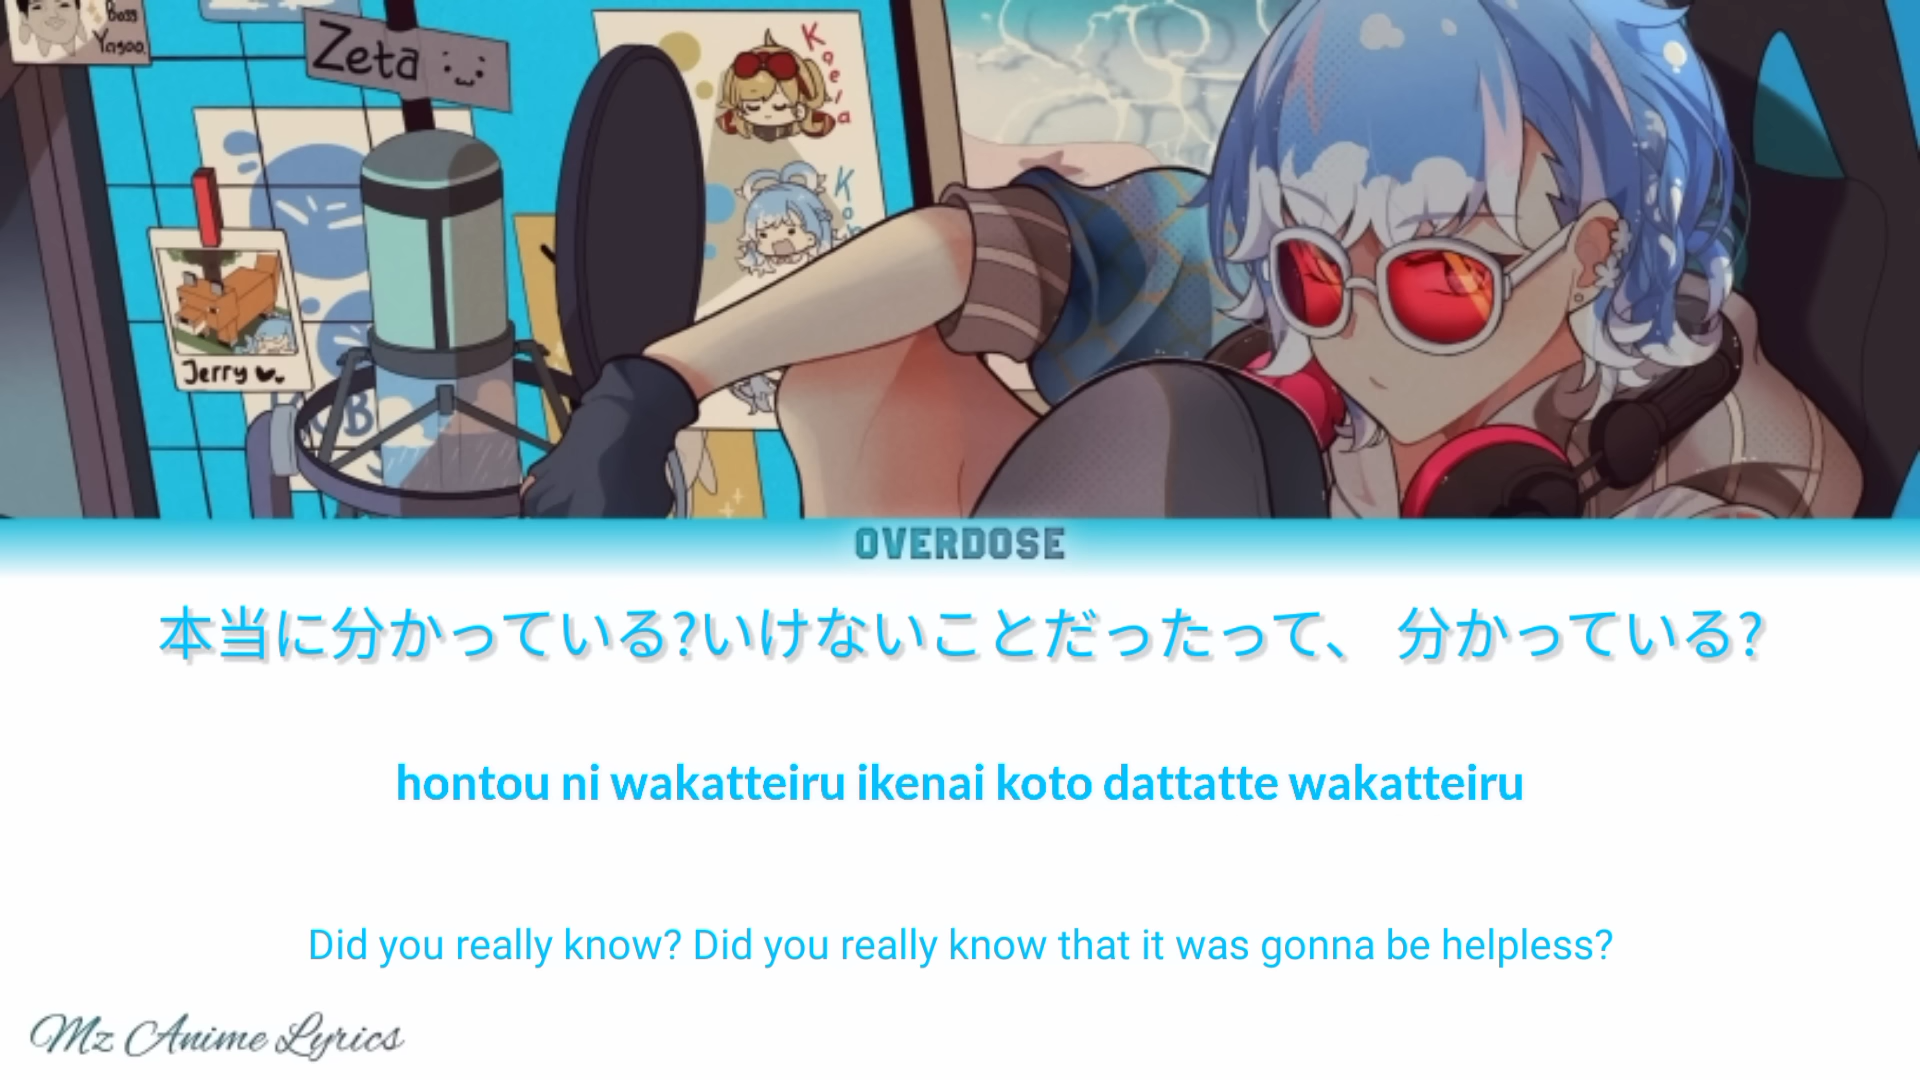 Boss
Yagoo.
Zeta
Kaela
Kob
Jerry
OVERDOSE
本当に分かっている?いけないことだったって、 分かっている?
hontou ni wakatteiru ikenai koto dattatte wakatteiru
Did you really know? Did you really know that it was gonna be helpless?
Mz Anime Lyrics